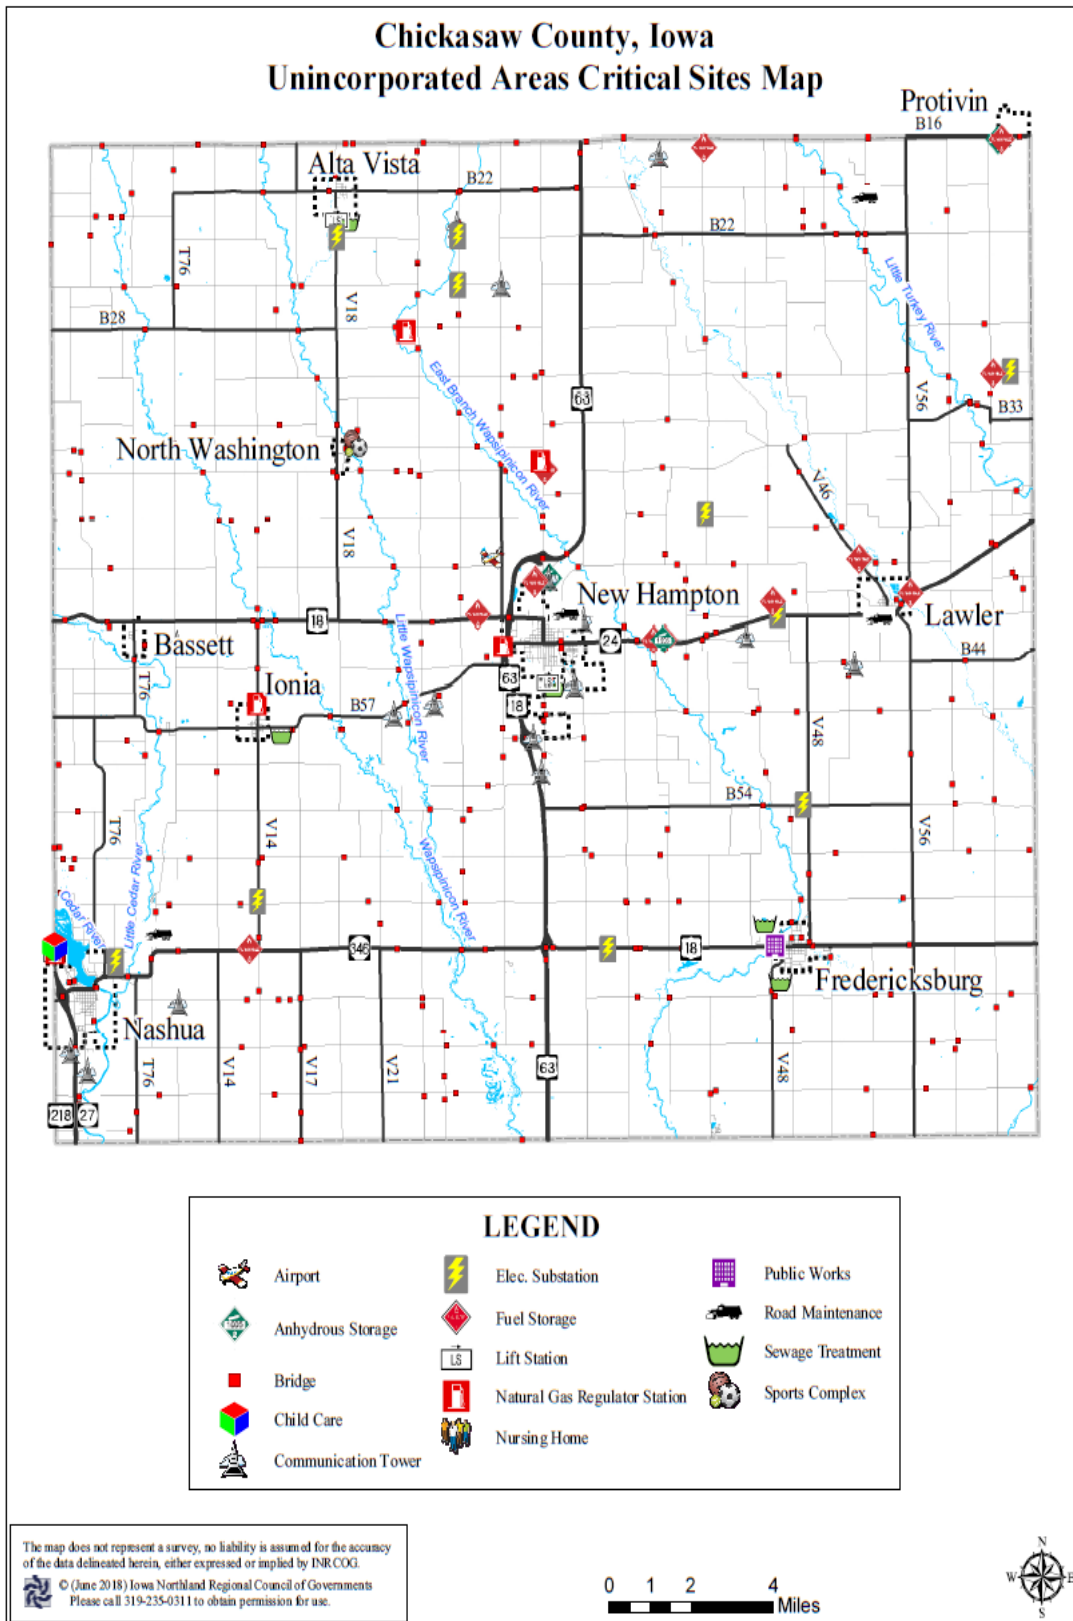 Chickasaw County, Iowa
Unincorporated Areas Critical Sites Map
Protivin
B16
Alta Vista
B22
LS
B22
T76
Little Turkey River
V18
B28
East Branch Wapsipinicon River
63
V56
B33
North Washington
V46
V18
New Hampton
18
24
Lawler
Bassett
B44
T76
Ionia
63
LS
B57
18
Little Wapsipinicon River
V48
B54
T76
V14
V56
Little Cedar River
Wapsipinicon River
Cedar River
346
18
Fredericksburg
Nashua
63
T76
V14
V17
V21
V48
218
27
LEGEND
Airport
Elec. Substation
Public Works
Anhydrous Storage
Fuel Storage
Road Maintenance
LS
Lift Station
Sewage Treatment
Bridge
Natural Gas Regulator Station
Sports Complex
Child Care
Nursing Home
Communication Tower
The map does not represent a survey, no liability is assumed for the accuracy
of the data delineated herein, either expressed or implied by INRCOG.
© (June 2018) Iowa Northland Regional Council of Governments
Please call 319-235-0311 to obtain permission for use.
0 1 2 4
Miles
N
W E
S